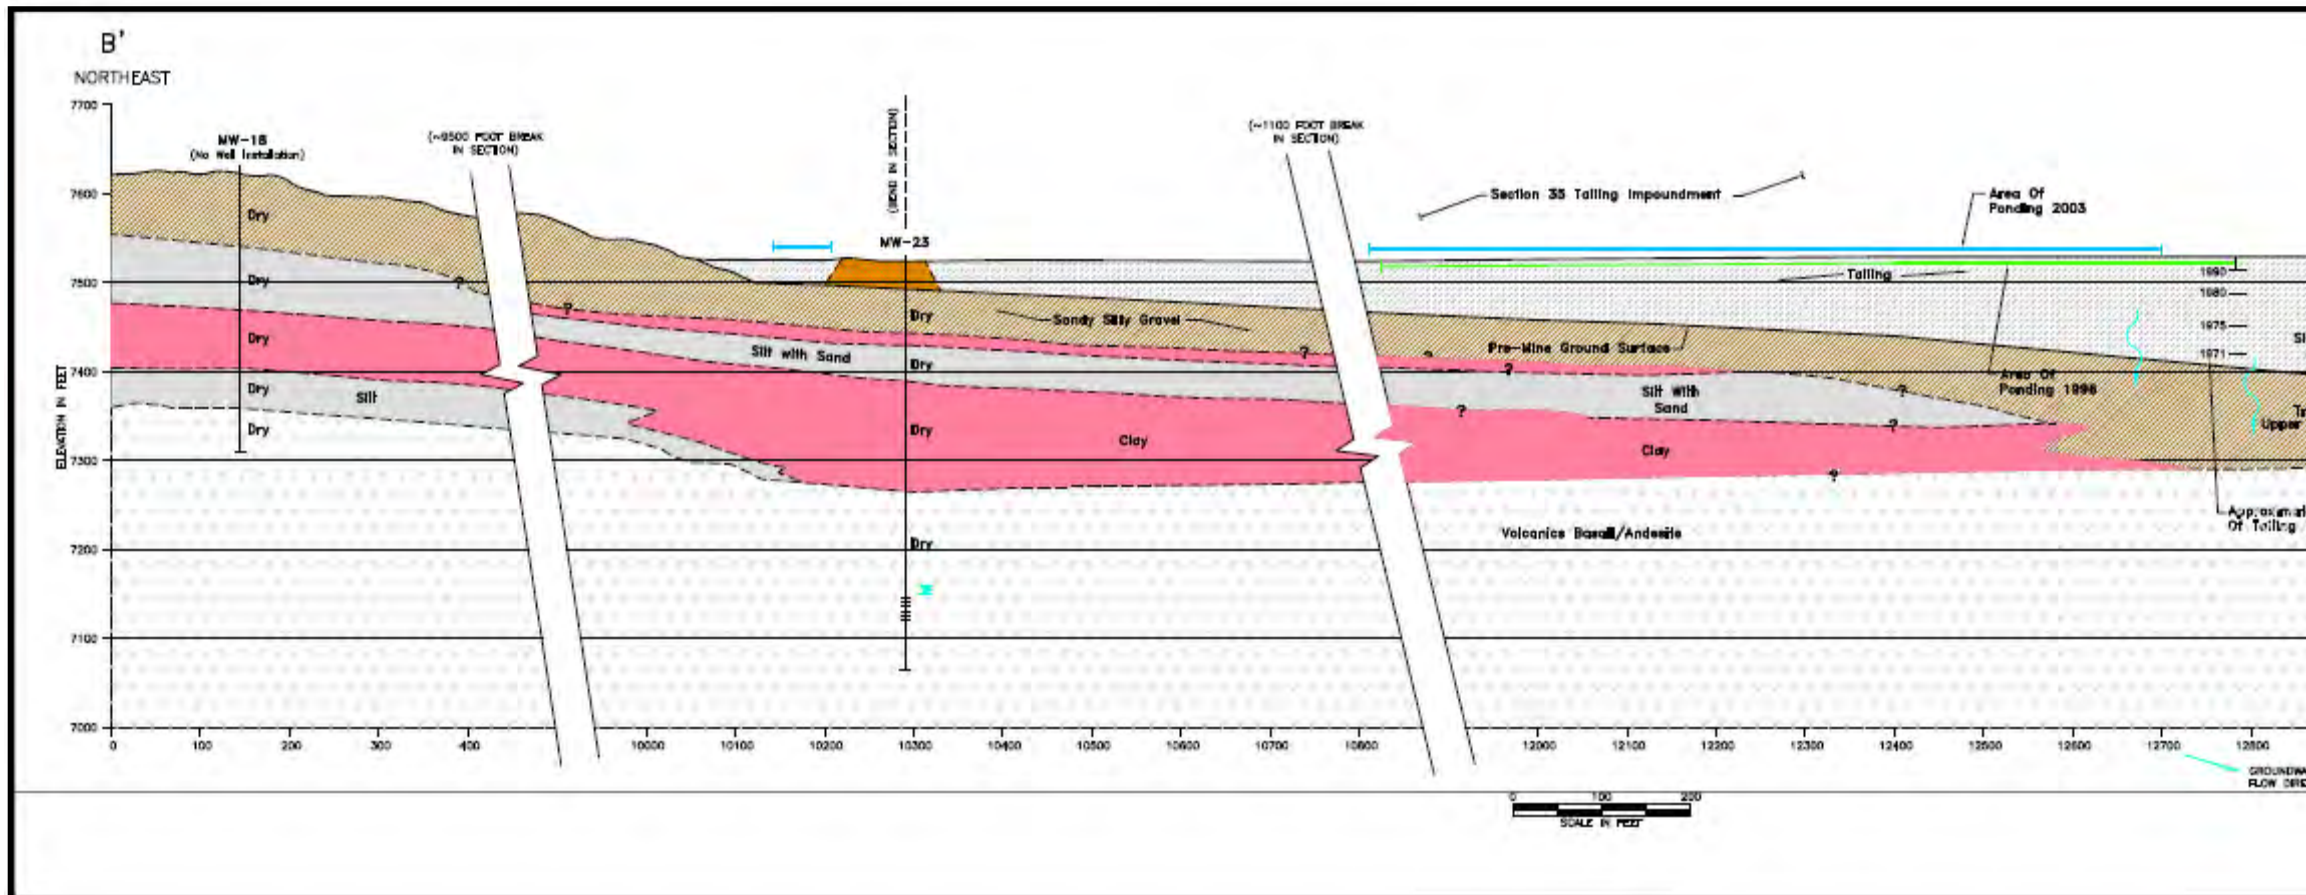 B'
NORTHEAST
7700
7600
7500
7400
7300
7200
7100
7000
ELEVATION IN FEET
MW-18
(No Well Installation)
Dry
Dry
Dry
Dry
Silt
Dry
(~9500 FOOT BREAK
IN SECTION)
(BEND IN SECTION)
MW-23
Dry
Sandy Silty Gravel
Silt with Sand
Dry
Dry
Clay
Dry
(~1100 FOOT BREAK
IN SECTION)
Section 35 Tailing Impoundment
Area Of
Ponding 2003
Tailing
1990
1980
1975
1971
Pre-Mine Ground Surface
Area Of
Ponding 1998
Silt With
Sand
Clay
Upper
Volcanics Basalt/Andesite
Of Tailing
?
?
?
?
?
?
?
?
?
?
0
100
200
300
400
10000
10100
10200
10300
10400
10500
10600
10700
10800
12000
12100
12200
12300
12400
12500
12600
12700
12800
0 100 200
SCALE IN FEET